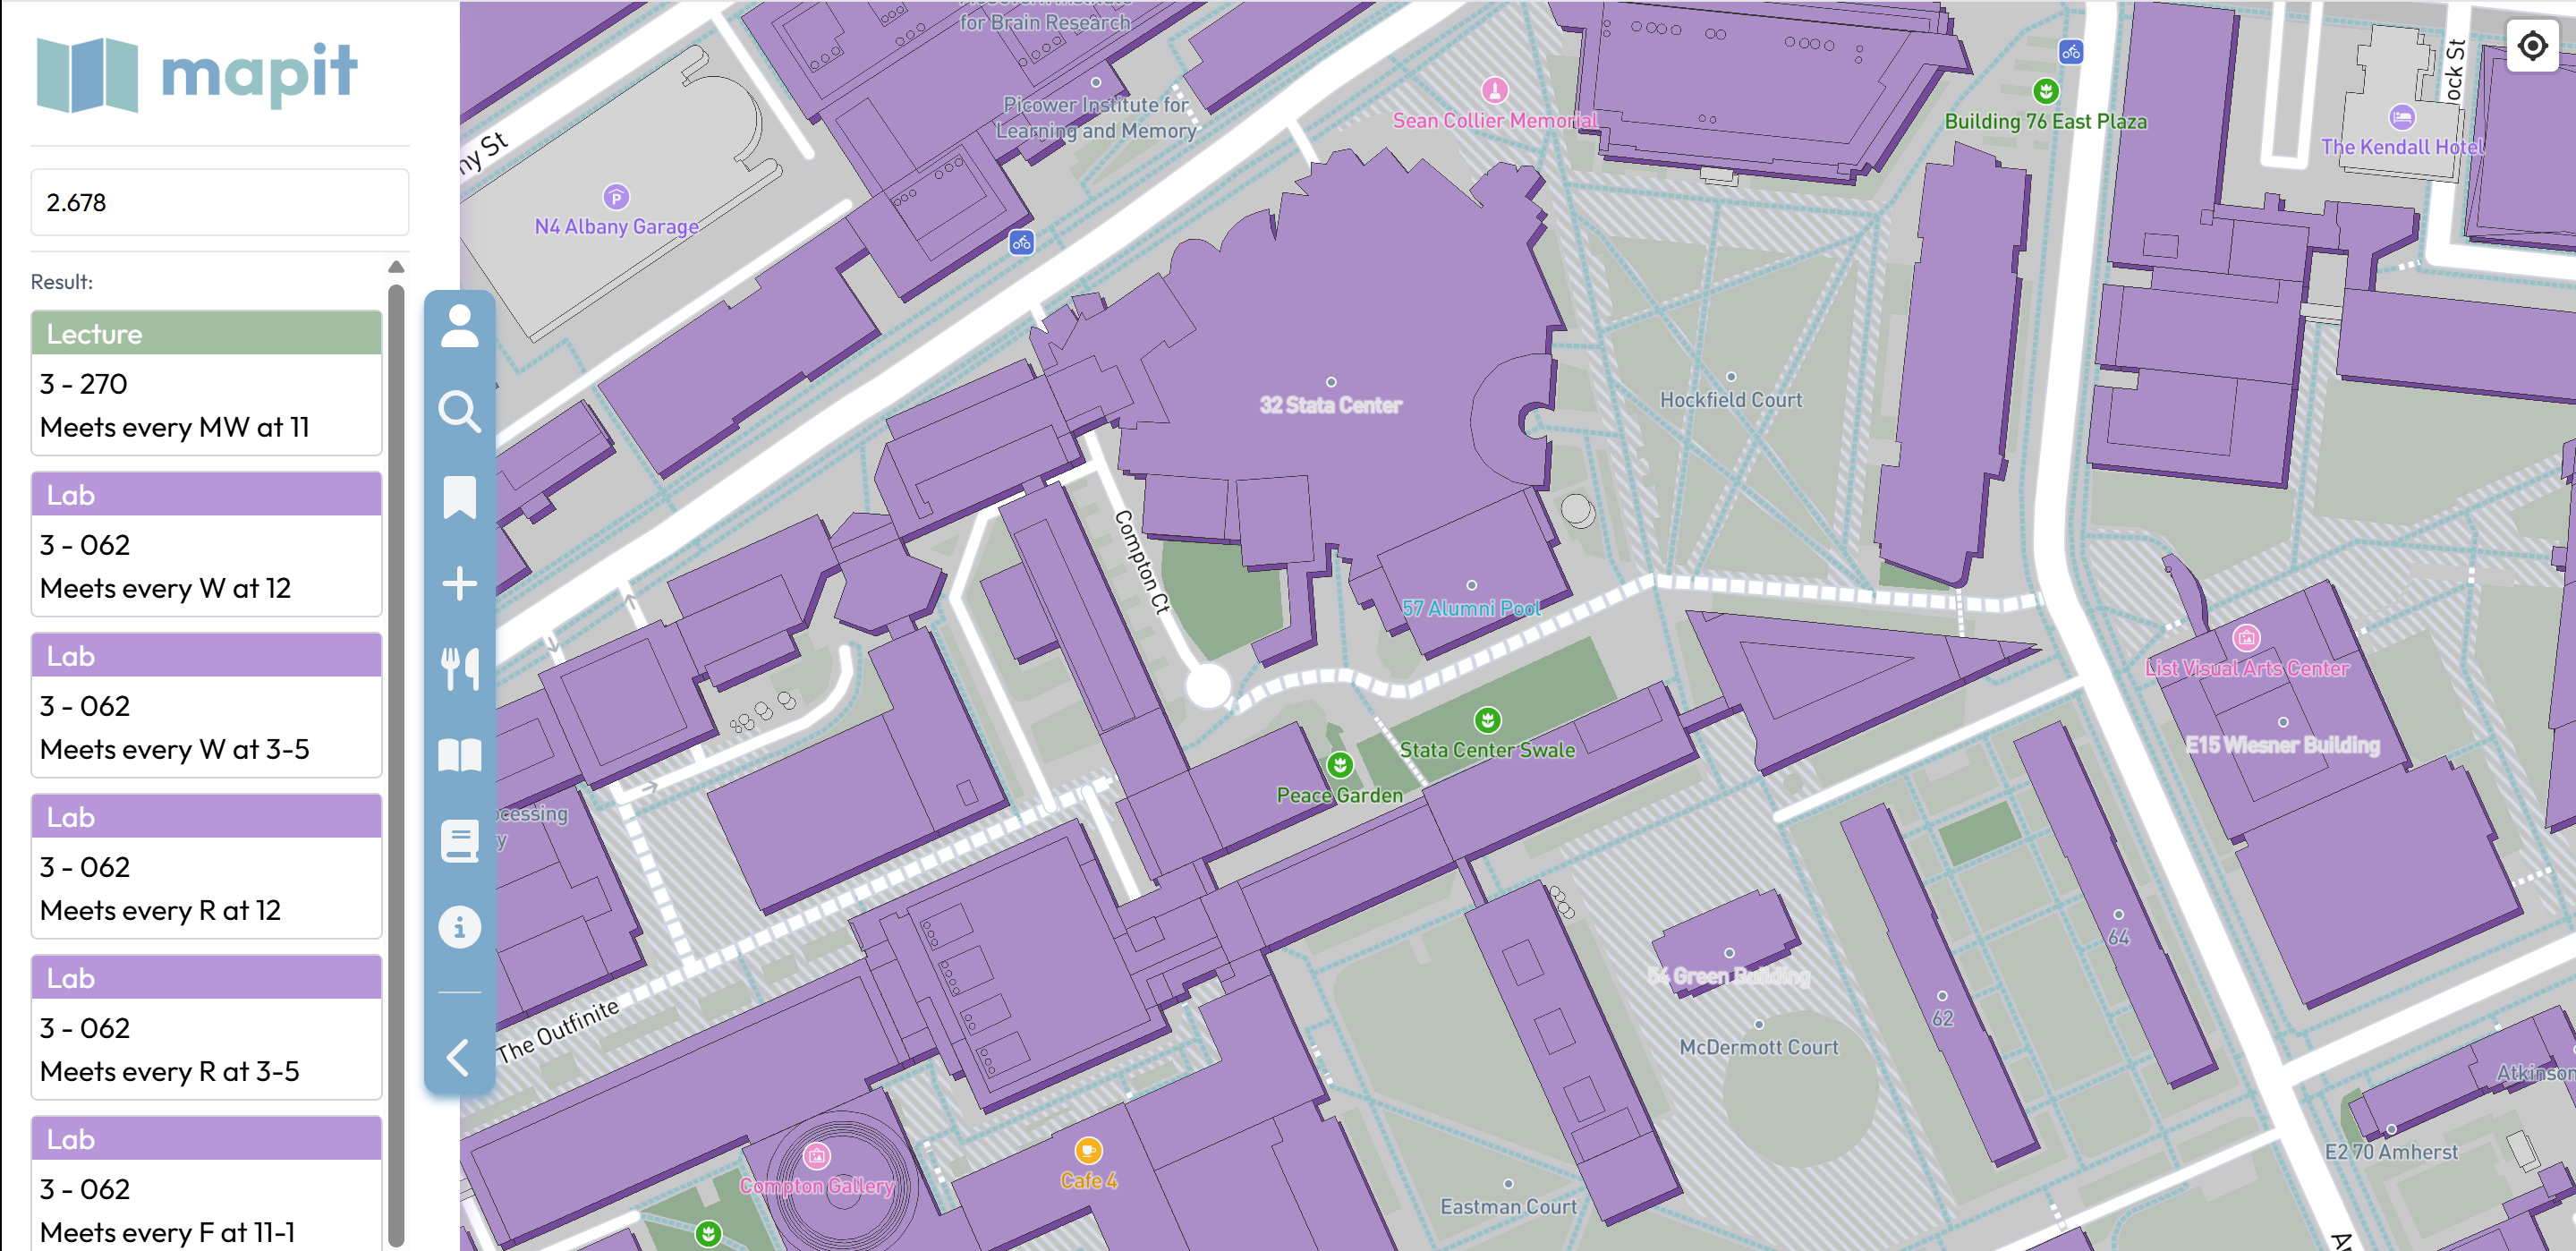 mapit
2.678
Result:
Lecture
3 - 270
Meets every MW at 11
Lab
3 - 062
Meets every W at 12
Lab
3 - 062
Meets every W at 3-5
Lab
3 - 062
Meets every R at 12
Lab
3 - 062
Meets every R at 3-5
Lab
3 - 062
Meets every F at 11-1
for Brain Research
Picower Institute for
Learning and Memory
Sean Collier Memorial
Building 76 East Plaza
The Kendall Hotel
ock St
ny St
P
N4 Albany Garage
32 Stata Center
Hockfield Court
Compton Ct
57 Alumni Pool
List Visual Arts Center
E15 Wiesner Building
Stata Center Swale
Peace Garden
ocessing
y
64
54 Green Building
62
The Outfinite
McDermott Court
Atkinson
E2 70 Amherst
Compton Gallery
Cafe 4
Eastman Court